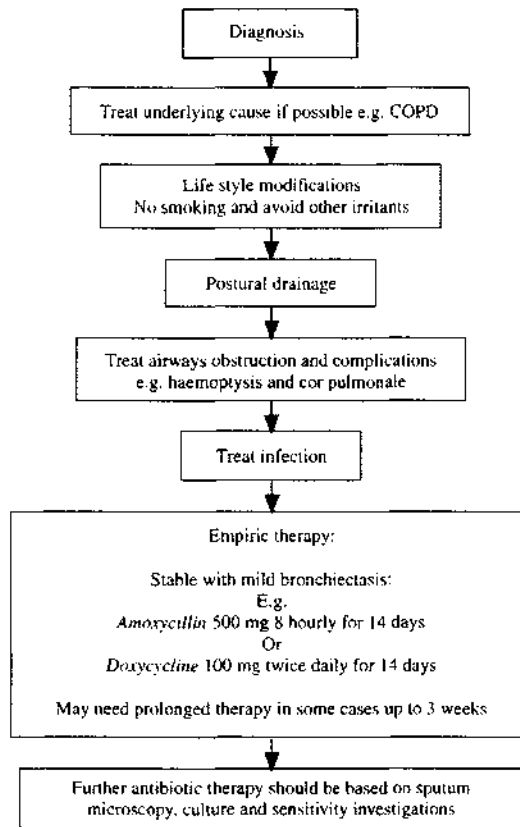 Diagnosis
Treat underlying cause if possible e.g. COPD
Life style modifications
No smoking and avoid other irritants
Postural drainage
Treat airways obstruction and complications
e.g. haemoptysis and cor pulmonale
Treat infection
Empiric therapy:
Stable with mild bronchiectasis:
E.g.
Amoxycillin 500 mg 8 hourly for 14 days
Or
Doxycycline 100 mg twice daily for 14 days
May need prolonged therapy in some cases up to 3 weeks
Further antibiotic therapy should be based on sputum
microscopy, culture and sensitivity investigations